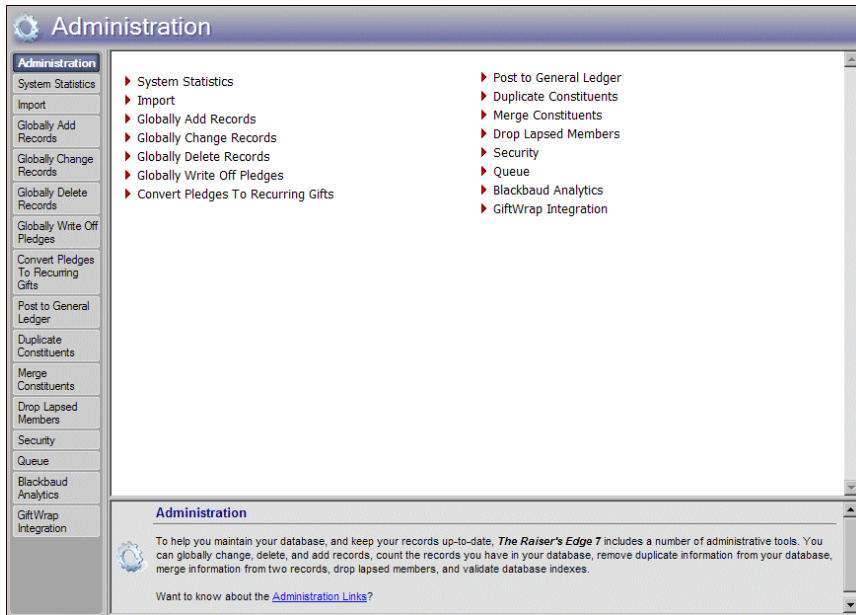 Administration
Administration
System Statistics
Import
Globally Add
Records
Globally Change
Records
Globally Delete
Records
Globally Write Off
Pledges
Convert Pledges
To Recurring
Gifts
Post to General
Ledger
Duplicate
Constituents
Merge
Constituents
Drop Lapsed
Members
Security
Queue
Blackbaud
Analytics
GiftWrap
Integration
System Statistics
Import
Globally Add Records
Globally Change Records
Globally Delete Records
Globally Write Off Pledges
Convert Pledges To Recurring Gifts
Post to General Ledger
Duplicate Constituents
Merge Constituents
Drop Lapsed Members
Security
Queue
Blackbaud Analytics
GiftWrap Integration
Administration
To help you maintain your database, and keep your records up-to-date, The Raiser's Edge 7 includes a number of administrative tools. You
can globally change, delete, and add records, count the records you have in your database, remove duplicate information from your database,
merge information from two records, drop lapsed members, and validate database indexes.
Want to know about the Administration Links?